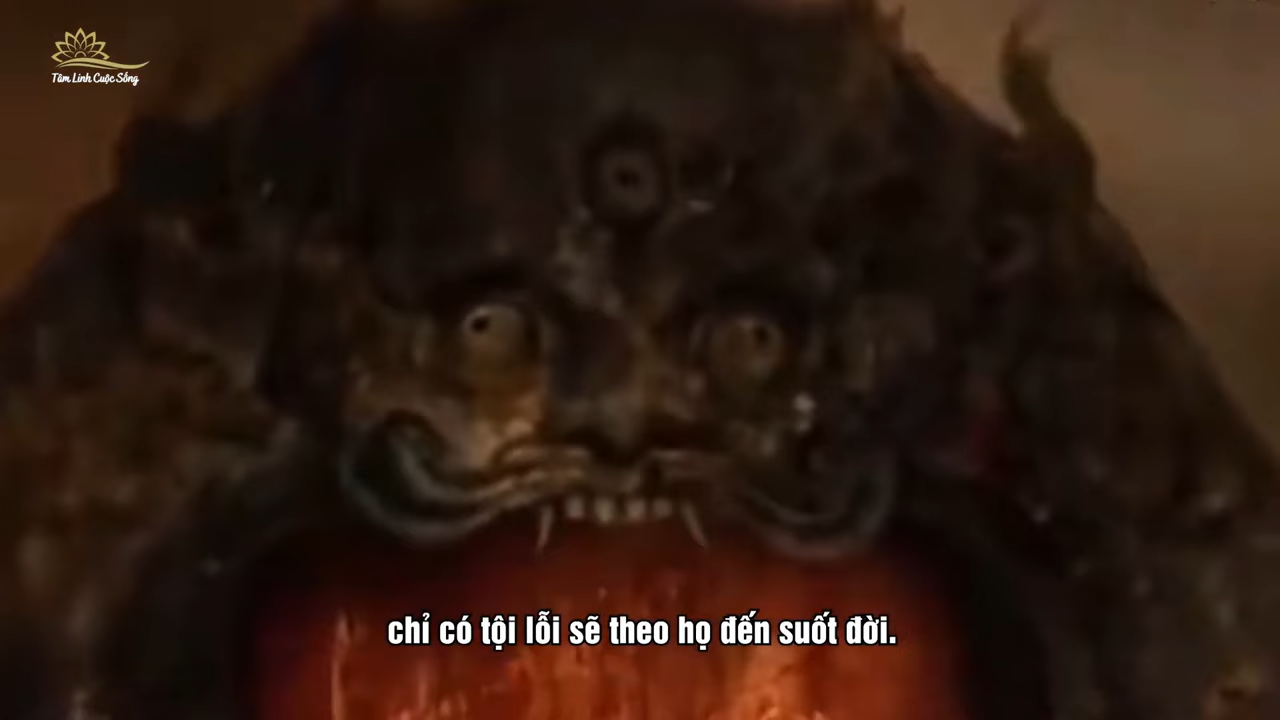 Tâm Linh Cuộc Sống
chỉ có tội lỗi sẽ theo họ đến suốt đời.